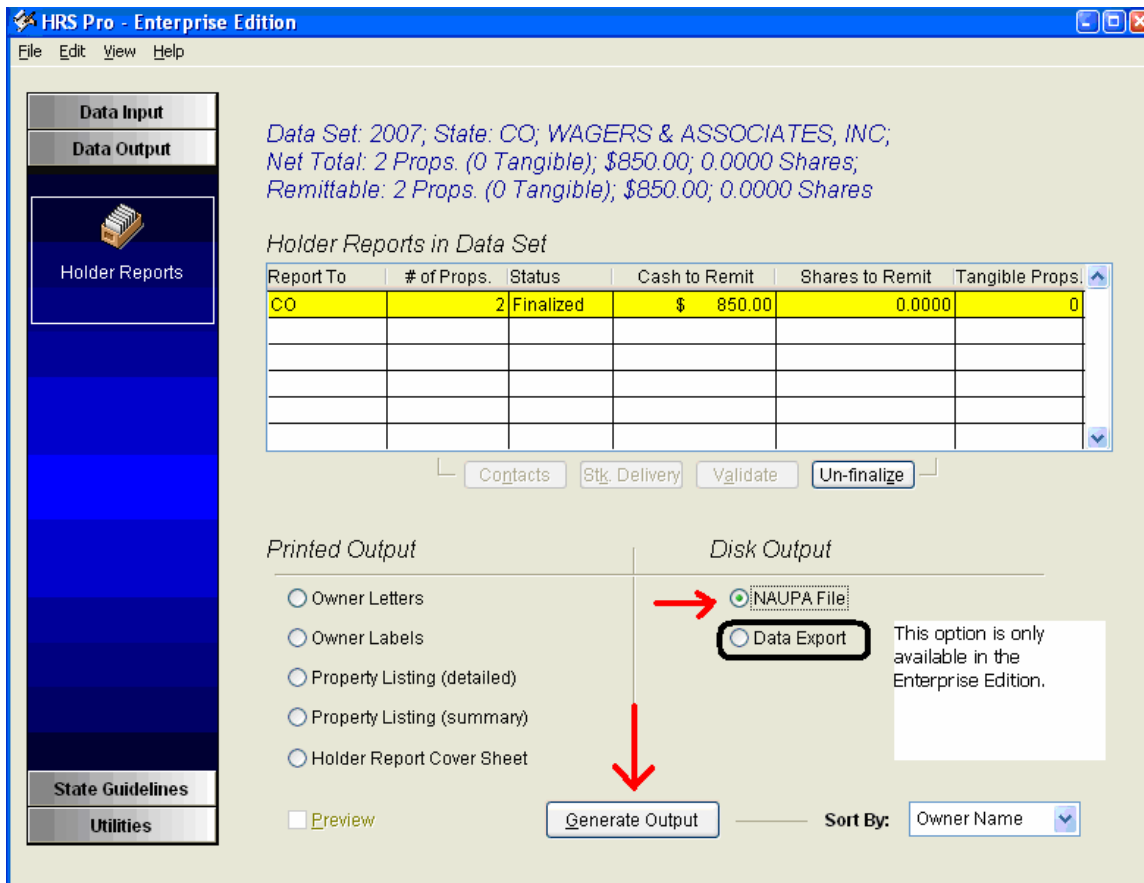 HRS Pro - Enterprise Edition
File Edit View Help
Data Input
Data Output
Holder Reports
State Guidelines
Utilities
Data Set: 2007; State: CO; WAGERS & ASSOCIATES, INC;
Net Total: 2 Props. (0 Tangible); $850.00; 0.0000 Shares;
Remittable: 2 Props. (0 Tangible); $850.00; 0.0000 Shares
Holder Reports in Data Set
Report To # of Props. Status Cash to Remit Shares to Remit Tangible Props.
CO 2 Finalized $ 850.00 0.0000 0
Contacts Stk. Delivery Validate Un-finalize
Printed Output
Owner Letters
Owner Labels
Property Listing (detailed)
Property Listing (summary)
Holder Report Cover Sheet
Disk Output
NAUPA File
Data Export
This option is only
available in the
Enterprise Edition.
Preview Generate Output Sort By: Owner Name